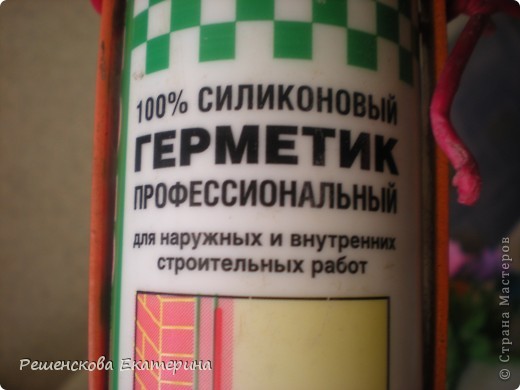 100% СИЛИКОНОВЫЙ
ГЕРМЕТИК
ПРОФЕССИОНАЛЬНЫЙ
для наружных и внутренних
строительных работ
Решенскова Екатерина
© Страна Мастеров